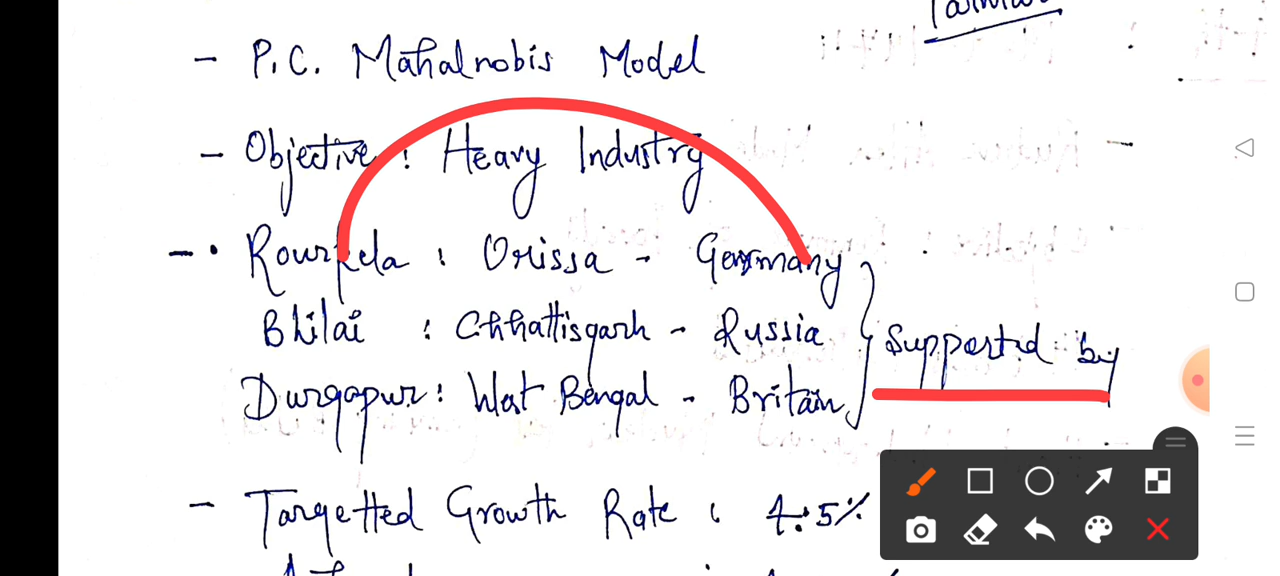 - P.C. Mahalnobis Model
- Objective : Heavy Industry
- • Rourkela : Orissa - Germany
Bhilai : Chhattisgarh - Russia
Durgapur : West Bengal - Britain } Supported by
- Targetted Growth Rate : 4.5%